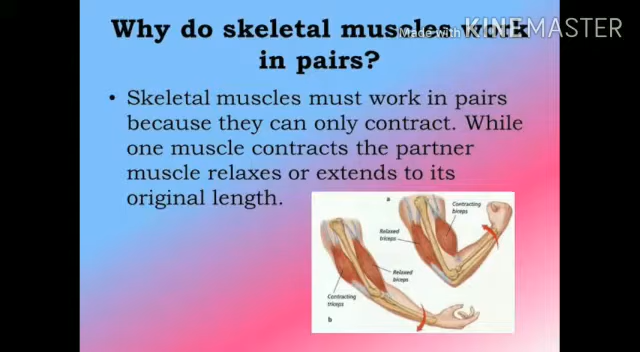 Why do skeletal muscles work
in pairs?
Made with KINEMASTER
• Skeletal muscles must work in pairs
because they can only contract. While
one muscle contracts the partner
muscle relaxes or extends to its
original length.
a
Contracting
biceps
Relaxed
triceps
Relaxed
biceps
Contracting
triceps
b